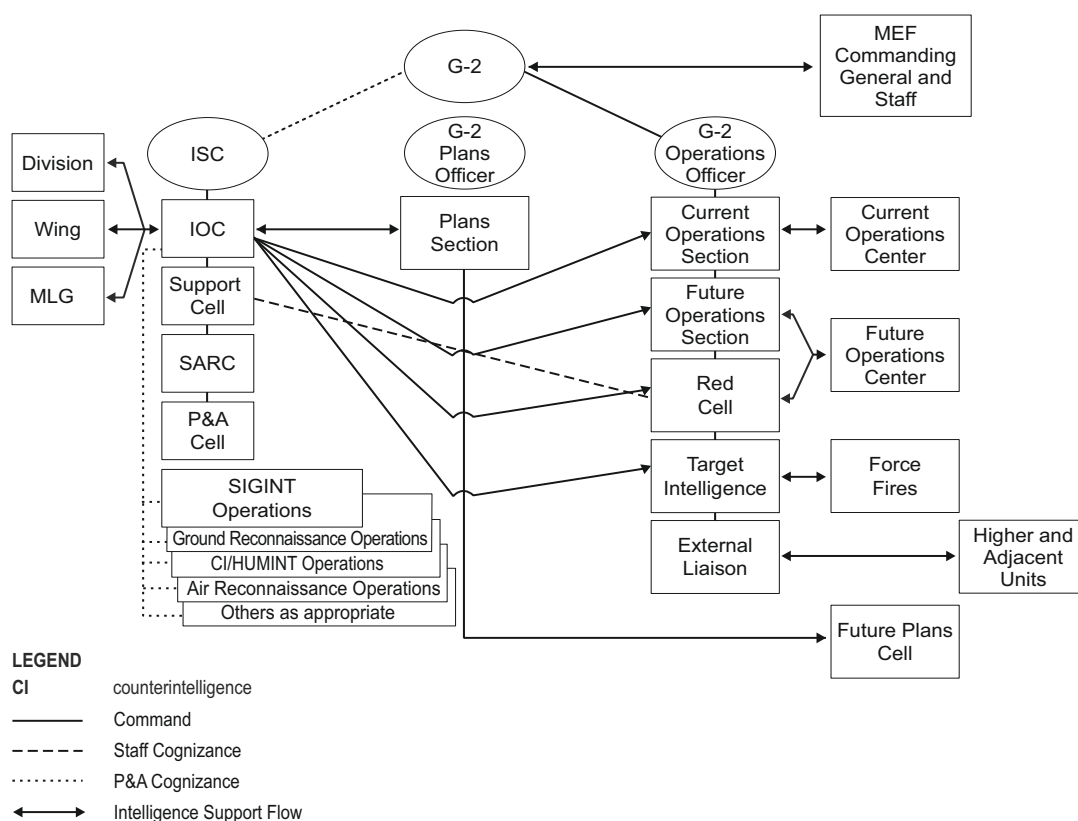 G-2
MEF
Commanding
General and
Staff
ISC
G-2
Plans
Officer
G-2
Operations
Officer
Division
Wing
MLG
IOC
Plans
Section
Current
Operations
Section
Current
Operations
Center
Support
Cell
Future
Operations
Section
Future
Operations
Center
SARC
Red
Cell
P&A
Cell
SIGINT
Operations
Target
Intelligence
Force
Fires
Ground Reconnaissance Operations
CI/HUMINT Operations
Air Reconnaissance Operations
Others as appropriate
External
Liaison
Higher and
Adjacent
Units
Future Plans
Cell
LEGEND
CI counterintelligence
Command
Staff Cognizance
P&A Cognizance
Intelligence Support Flow